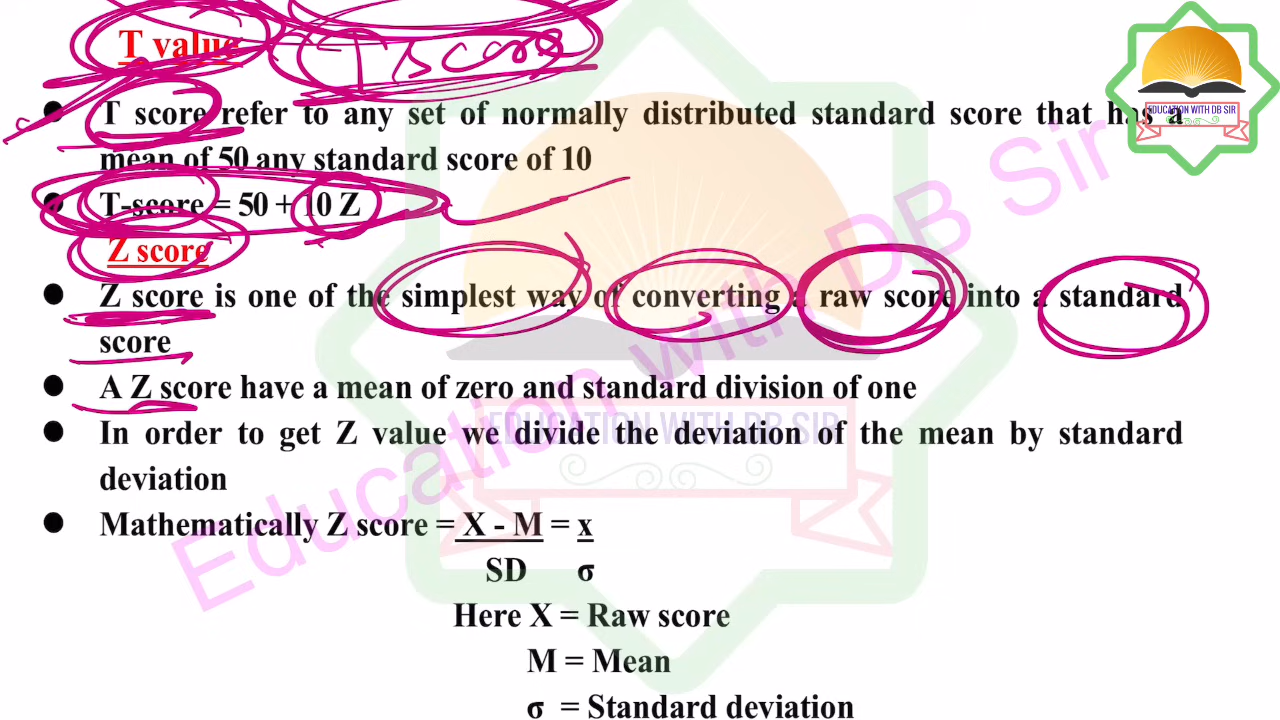 T value
T score
● T score refer to any set of normally distributed standard score that has a
mean of 50 any standard score of 10
● T-score = 50 + 10 Z
Z score
● Z score is one of the simplest way of converting a raw score into a standard
score
● A Z score have a mean of zero and standard division of one
● In order to get Z value we divide the deviation of the mean by standard
deviation
● Mathematically Z score = X - M = x
SD σ
Here X = Raw score
M = Mean
σ = Standard deviation
EDUCATION WITH DB SIR
EDUCATION WITH DB SIR
Education with DB Sir